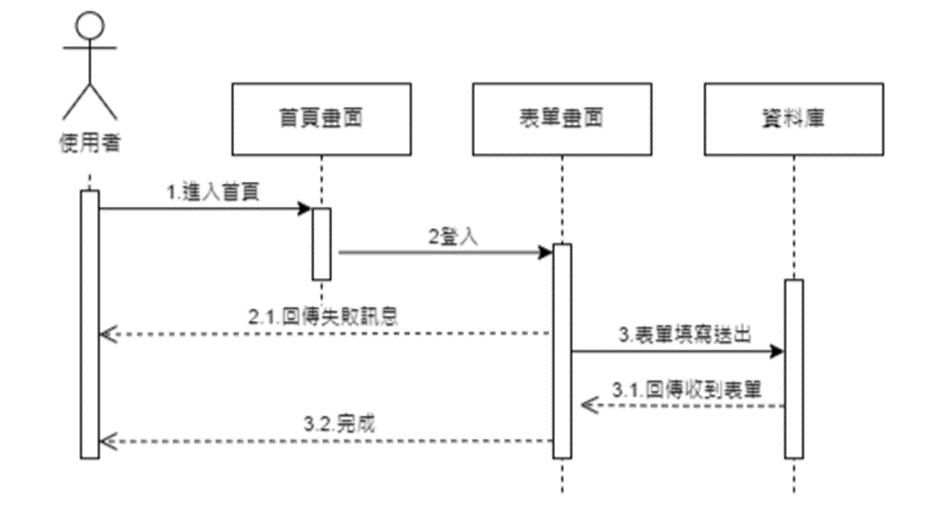 首頁畫面
表單畫面
資料庫
使用者
1.進入首頁
2登入
2.1.回傳失敗訊息
3.表單填寫送出
3.1.回傳收到表單
3.2.完成